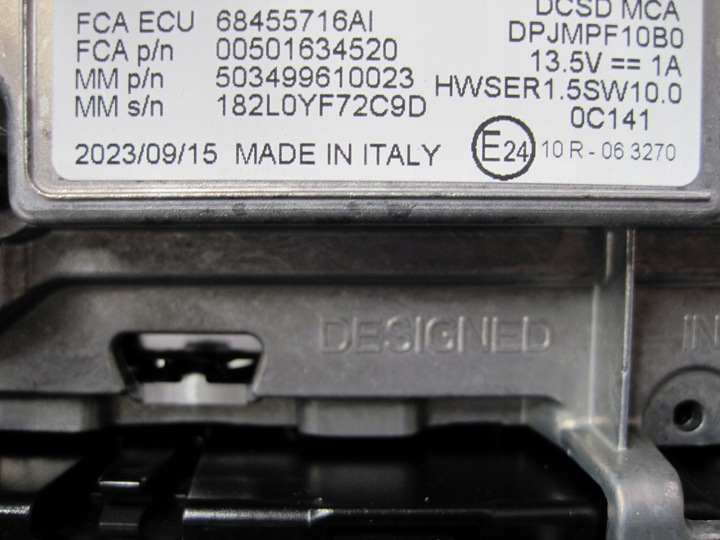 DCSD MCA
FCA ECU 68455716AI
DPJMPF10B0
FCA p/n 00501634520
13.5V == 1A
MM p/n 503499610023
HWSER1.5SW10.0
MM s/n 182L0YF72C9D
0C141
2023/09/15 MADE IN ITALY E24 10 R - 06 3270
DESIGNED IN